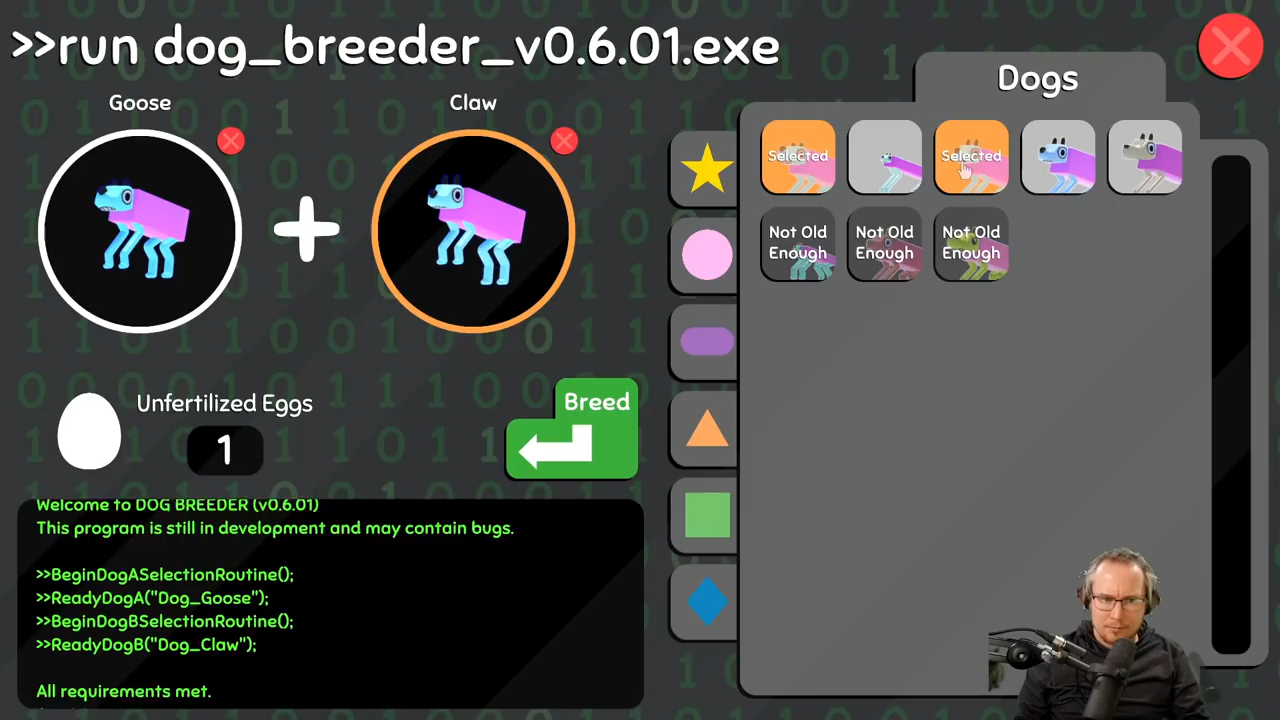 >>run dog_breeder_v0.6.01.exe
Dogs
Goose
Claw
Selected
Selected
Not Old
Enough
Not Old
Enough
Not Old
Enough
Unfertilized Eggs
1
Breed
Welcome to DOG BREEDER (v0.6.01)
This program is still in development and may contain bugs.
>>BeginDogASelectionRoutine();
>>ReadyDogA("Dog_Goose");
>>BeginDogBSelectionRoutine();
>>ReadyDogB("Dog_Claw");
All requirements met.